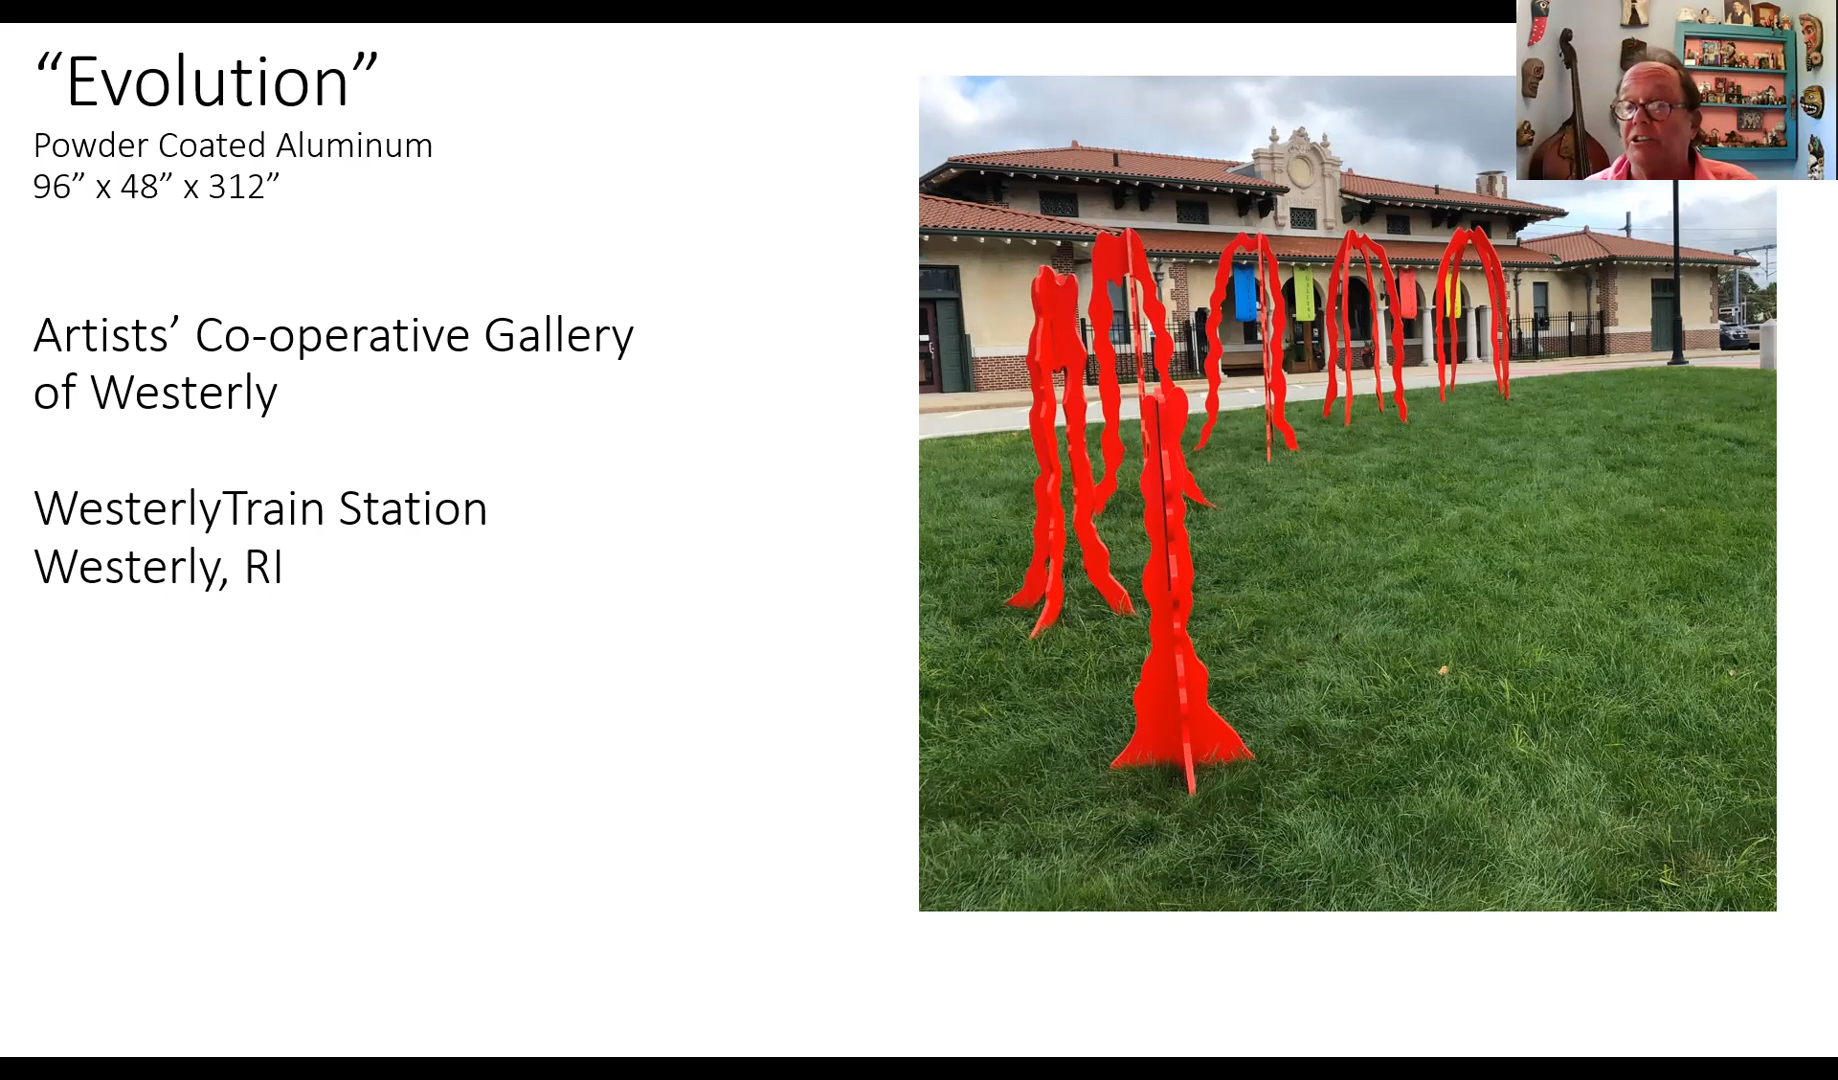 “Evolution”
Powder Coated Aluminum
96” x 48” x 312”
Artists’ Co-operative Gallery
of Westerly
WesterlyTrain Station
Westerly, RI